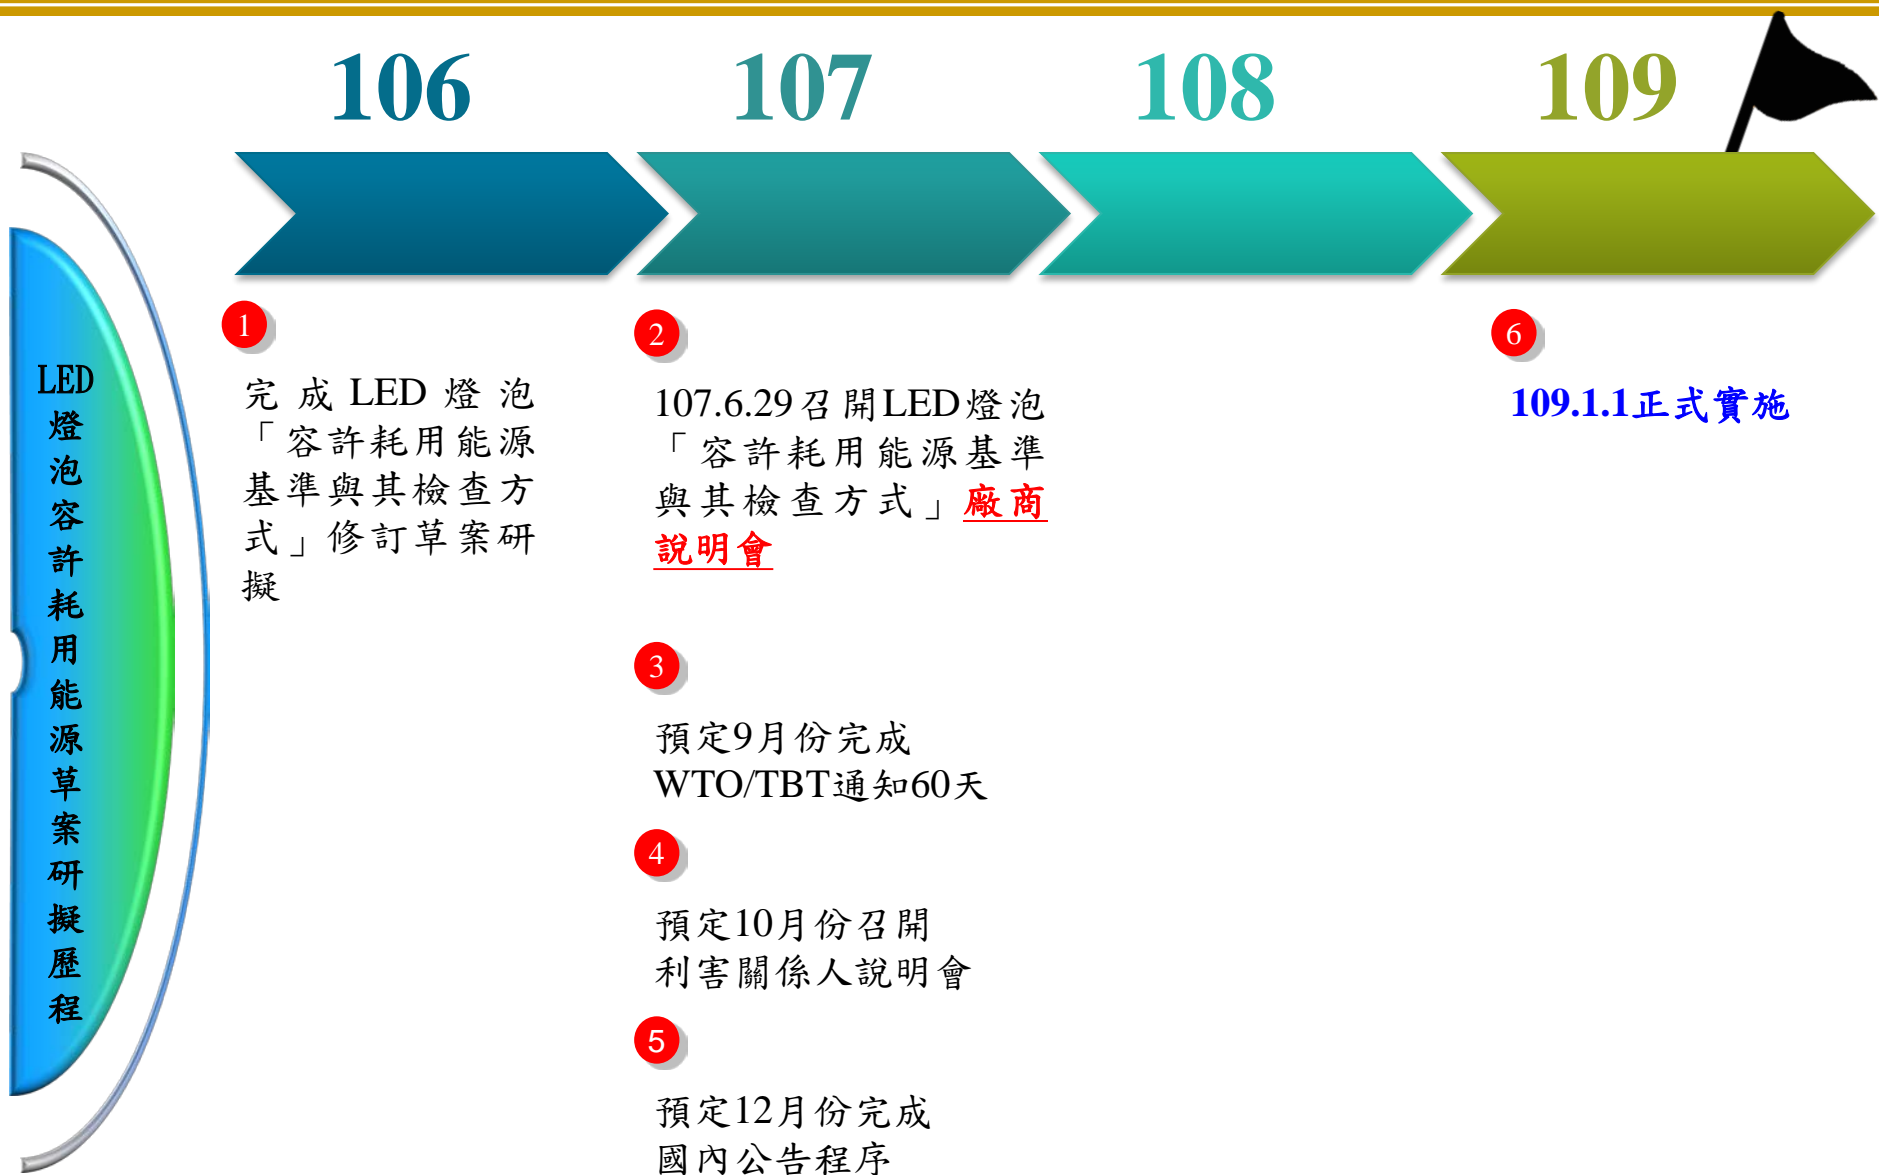 106
107
108
109
LED
燈
泡
容
許
耗
用
能
源
草
案
研
擬
歷
程
1
完成LED燈泡
「容許耗用能源
基準與其檢查方
式」修訂草案研
擬
2
107.6.29召開LED燈泡
「容許耗用能源基準
與其檢查方式」廠商
說明會
3
預定9月份完成
WTO/TBT通知60天
4
預定10月份召開
利害關係人說明會
5
預定12月份完成
國內公告程序
6
109.1.1正式實施